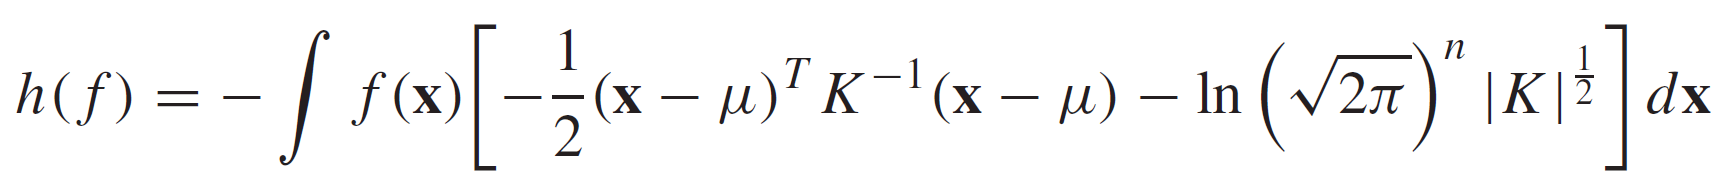 h(f) = −∫ f(𝐱)[−½(𝐱 − μ)ᵀ K⁻¹(𝐱 − μ) − ln(√(2π))ⁿ |K|^½] d𝐱